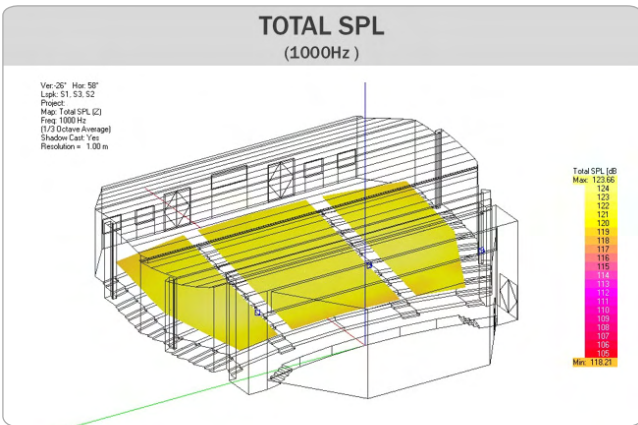 TOTAL SPL
(1000Hz )
Ver:-26° Hor: 58°
Lspk: S1, S3, S2
Project:
Map: Total SPL (Z)
Freq: 1000 Hz
(1/3 Octave Average)
Shadow Cast: Yes
Resolution = 1.00 m
Total SPL [dB
Max: 123.66
124
123
122
121
120
119
118
117
116
115
114
113
112
111
110
109
108
107
106
105
Min: 118.21